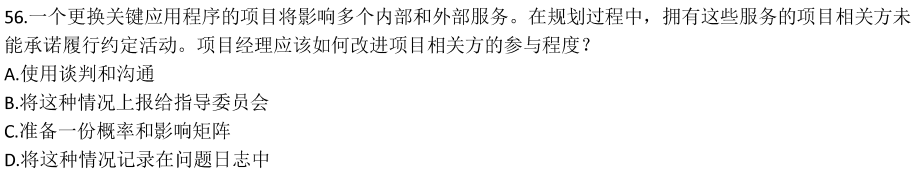 56.一个更换关键应用程序的项目将影响多个内部和外部服务。在规划过程中，拥有这些服务的项目相关方未
能承诺履行约定活动。项目经理应该如何改进项目相关方的参与程度？
A.使用谈判和沟通
B.将这种情况上报给指导委员会
C.准备一份概率和影响矩阵
D.将这种情况记录在问题日志中